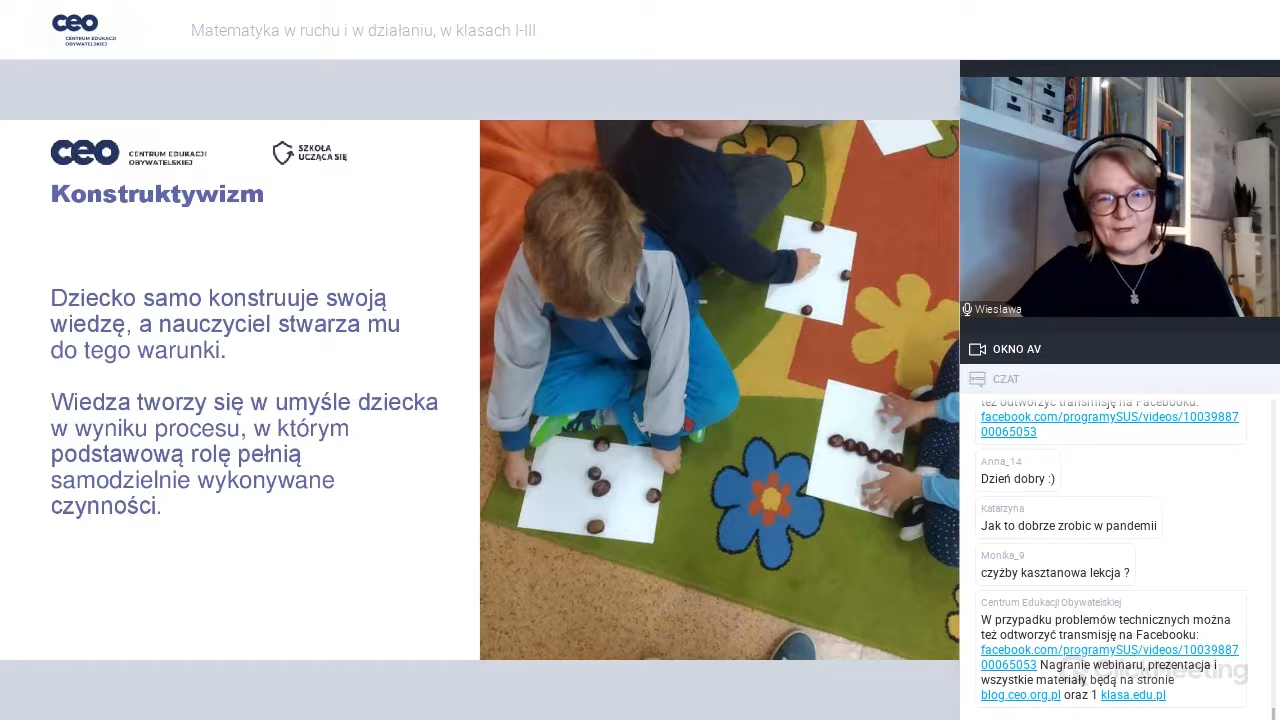 ceo
CENTRUM EDUKACJI
OBYWATELSKIEJ
Matematyka w ruchu i w działaniu, w klasach I-III
ceo
CENTRUM EDUKACJI
OBYWATELSKIEJ
SZKOŁA
UCZĄCA SIĘ
Konstruktywizm
Dziecko samo konstruuje swoją
wiedzę, a nauczyciel stwarza mu
do tego warunki.
Wiedza tworzy się w umyśle dziecka
w wyniku procesu, w którym
podstawową rolę pełnią
samodzielnie wykonywane
czynności.
Wiesława
OKNO AV
CZAT
też odtworzyć transmisję na Facebooku:
facebook.com/programySUS/videos/10039887
00065053
Anna_14
Dzień dobry :)
Katarzyna
Jak to dobrze zrobic w pandemii
Monika_9
czyżby kasztanowa lekcja ?
Centrum Edukacji Obywatelskiej
W przypadku problemów technicznych można
też odtworzyć transmisję na Facebooku:
facebook.com/programySUS/videos/10039887
00065053 Nagranie webinaru, prezentacja i
wszystkie materiały będą na stronie
blog.ceo.org.pl oraz 1 klasa.edu.pl
ClickMeeting